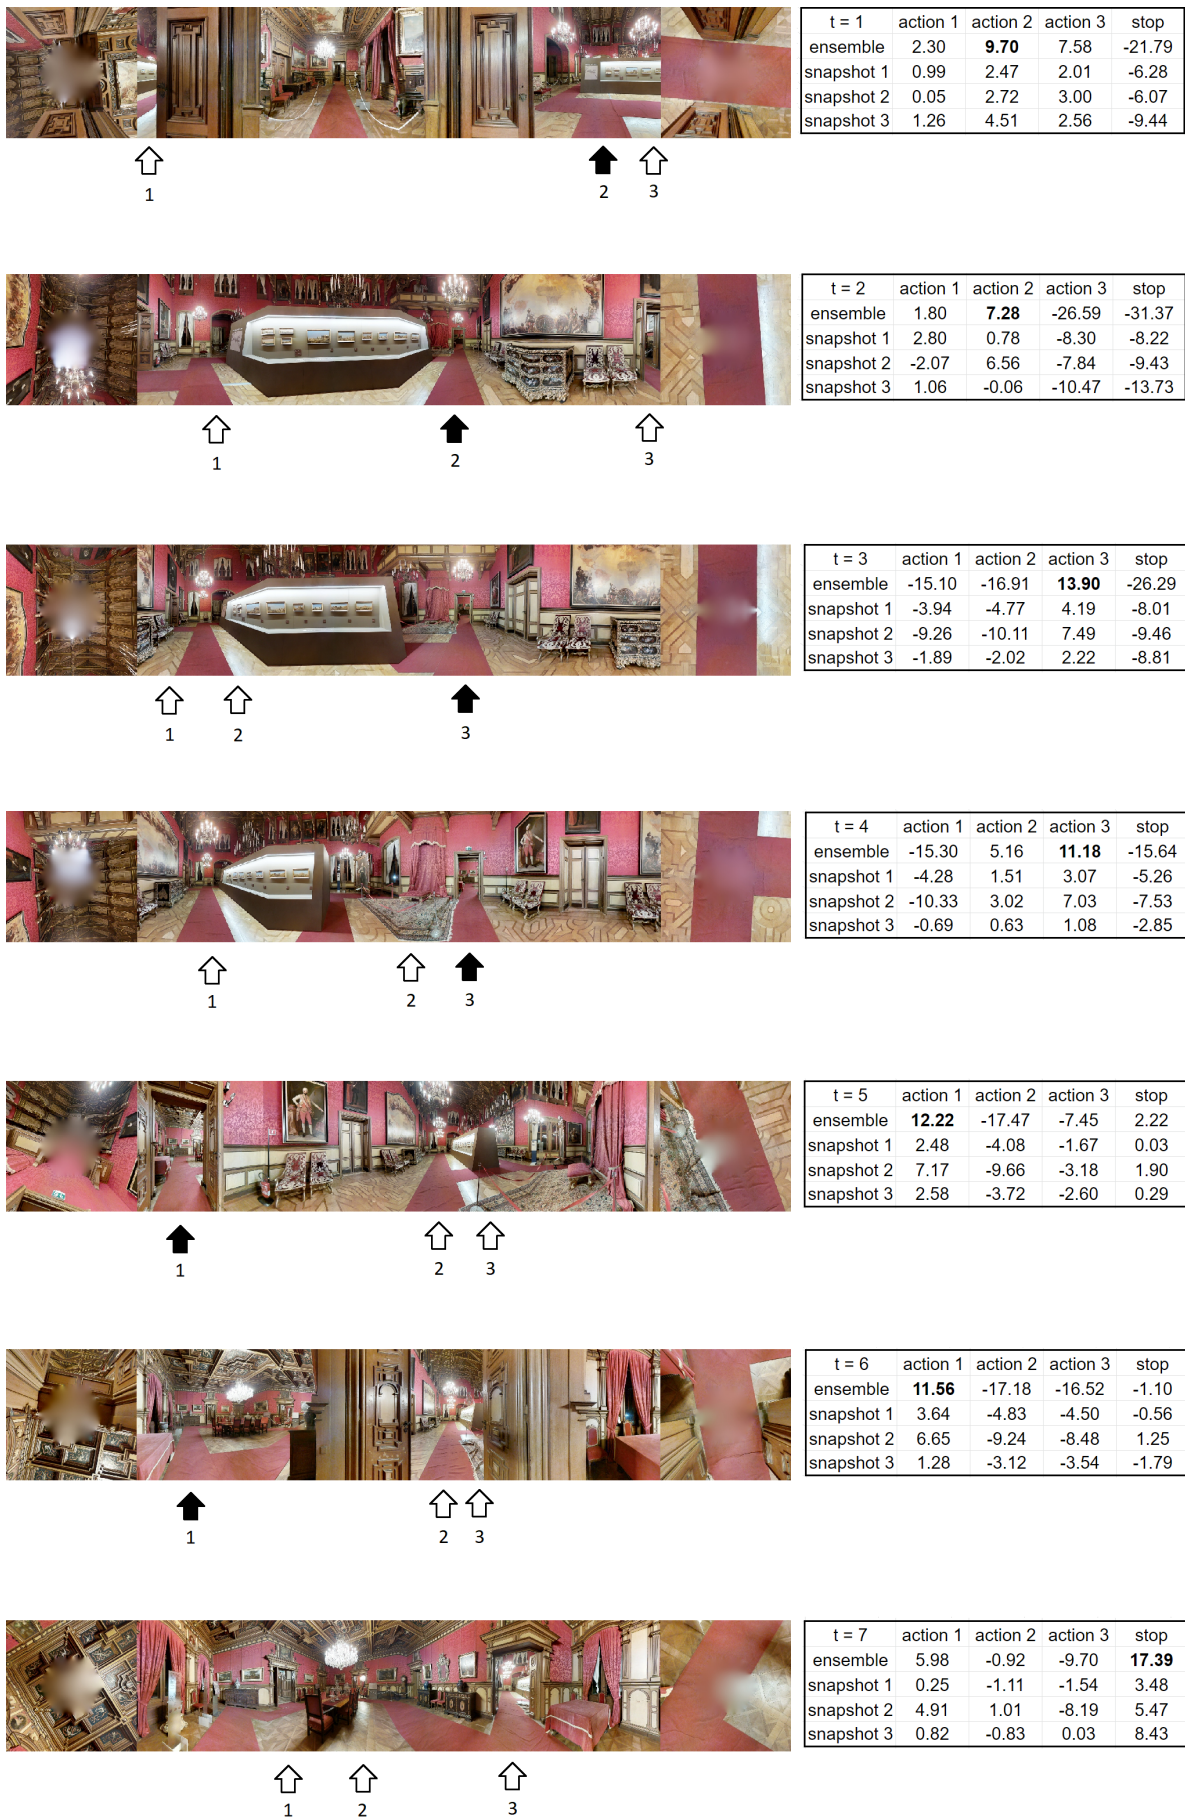 t = 1 action 1 action 2 action 3 stop
ensemble 2.30 9.70 7.58 -21.79
snapshot 1 0.99 2.47 2.01 -6.28
snapshot 2 0.05 2.72 3.00 -6.07
snapshot 3 1.26 4.51 2.56 -9.44
1 2 3
t = 2 action 1 action 2 action 3 stop
ensemble 1.80 7.28 -26.59 -31.37
snapshot 1 2.80 0.78 -8.30 -8.22
snapshot 2 -2.07 6.56 -7.84 -9.43
snapshot 3 1.06 -0.06 -10.47 -13.73
1 2 3
t = 3 action 1 action 2 action 3 stop
ensemble -15.10 -16.91 13.90 -26.29
snapshot 1 -3.94 -4.77 4.19 -8.01
snapshot 2 -9.26 -10.11 7.49 -9.46
snapshot 3 -1.89 -2.02 2.22 -8.81
1 2 3
t = 4 action 1 action 2 action 3 stop
ensemble -15.30 5.16 11.18 -15.64
snapshot 1 -4.28 1.51 3.07 -5.26
snapshot 2 -10.33 3.02 7.03 -7.53
snapshot 3 -0.69 0.63 1.08 -2.85
1 2 3
t = 5 action 1 action 2 action 3 stop
ensemble 12.22 -17.47 -7.45 2.22
snapshot 1 2.48 -4.08 -1.67 0.03
snapshot 2 7.17 -9.66 -3.18 1.90
snapshot 3 2.58 -3.72 -2.60 0.29
1 2 3
t = 6 action 1 action 2 action 3 stop
ensemble 11.56 -17.18 -16.52 -1.10
snapshot 1 3.64 -4.83 -4.50 -0.56
snapshot 2 6.65 -9.24 -8.48 1.25
snapshot 3 1.28 -3.12 -3.54 -1.79
1 2 3
t = 7 action 1 action 2 action 3 stop
ensemble 5.98 -0.92 -9.70 17.39
snapshot 1 0.25 -1.11 -1.54 3.48
snapshot 2 4.91 1.01 -8.19 5.47
snapshot 3 0.82 -0.83 0.03 8.43
1 2 3